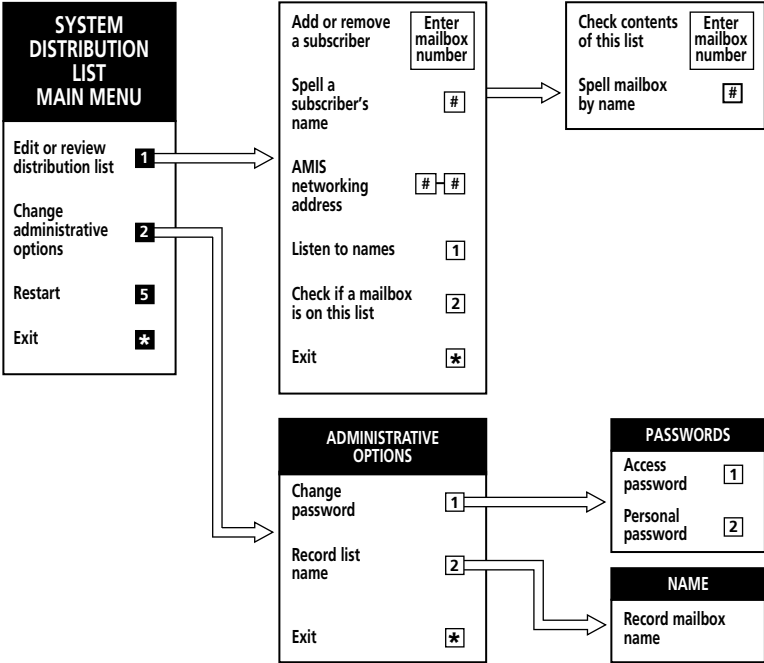 SYSTEM
DISTRIBUTION
LIST
MAIN MENU
Edit or review
distribution list 1
Change
administrative
options 2
Restart 5
Exit *
Add or remove
a subscriber
Enter
mailbox
number
Spell a
subscriber's
name #
AMIS
networking
address # #
Listen to names 1
Check if a mailbox
is on this list 2
Exit *
Check contents
of this list
Enter
mailbox
number
Spell mailbox
by name #
ADMINISTRATIVE
OPTIONS
Change
password 1
Record list
name 2
Exit *
PASSWORDS
Access
password 1
Personal
password 2
NAME
Record mailbox
name